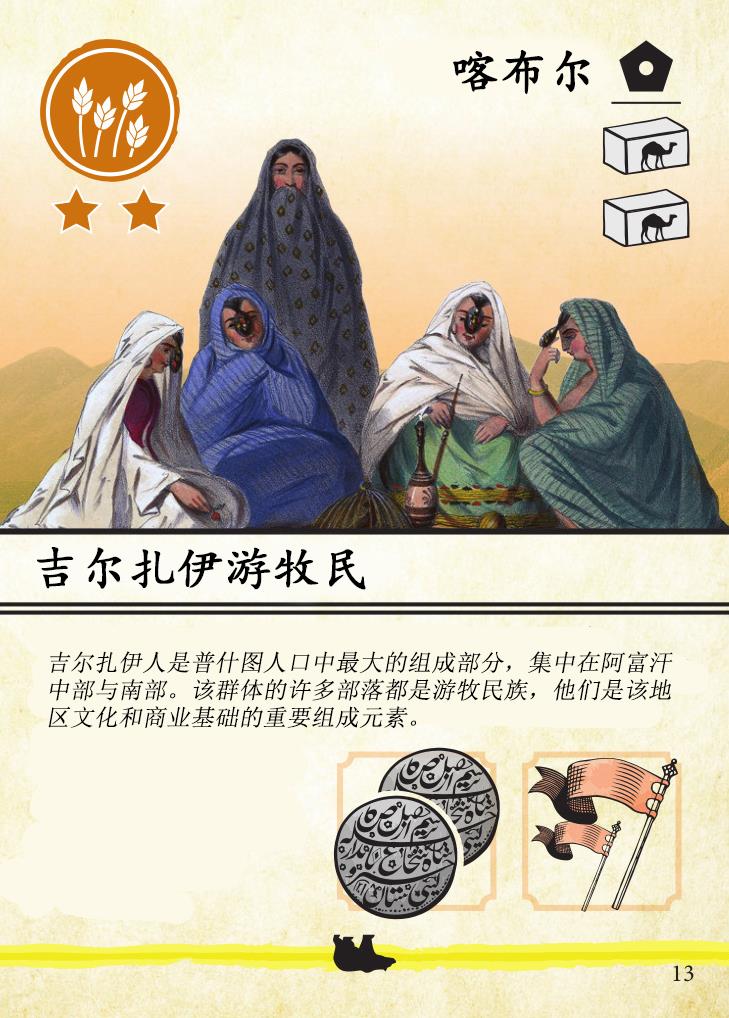 喀布尔
吉尔扎伊游牧民
吉尔扎伊人是普什图人口中最大的组成部分，集中在阿富汗
中部与南部。该群体的许多部落都是游牧民族，他们是该地
区文化和商业基础的重要组成元素。
13